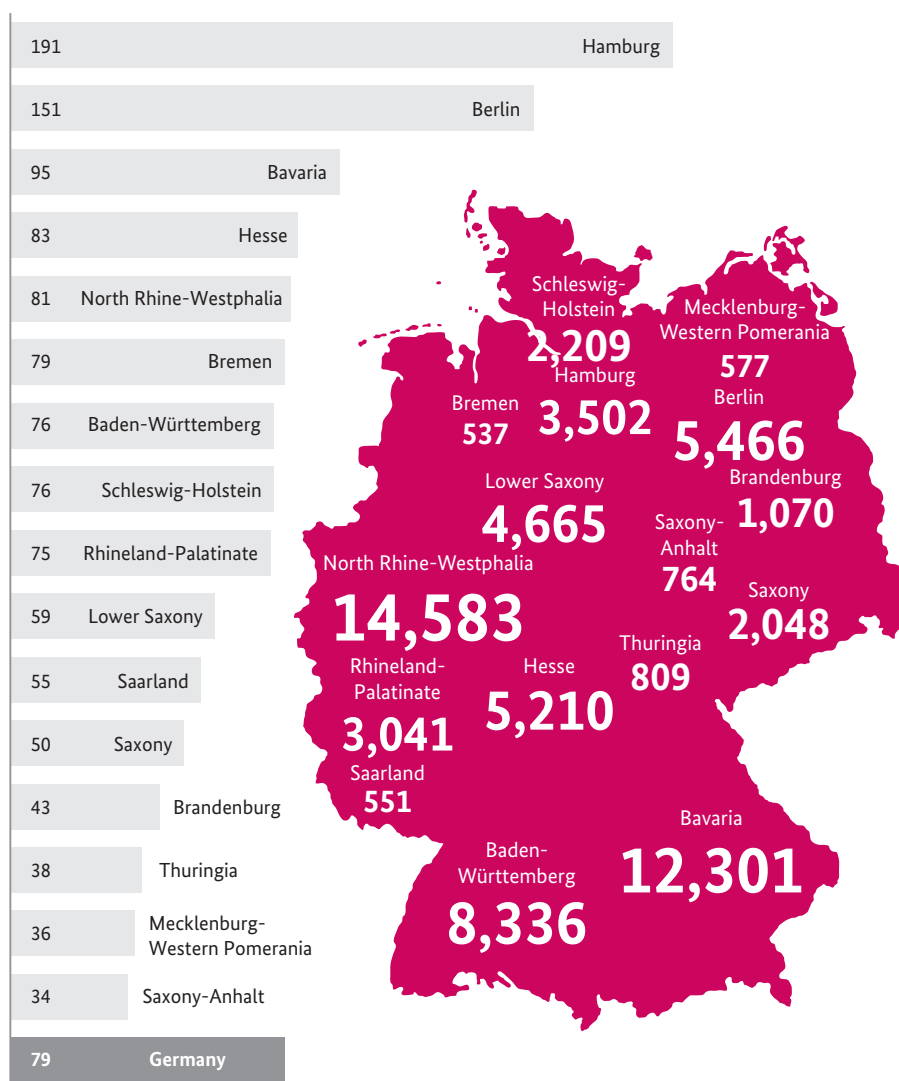 191 Hamburg
151 Berlin
95 Bavaria
83 Hesse
81 North Rhine-Westphalia
79 Bremen
76 Baden-Württemberg
76 Schleswig-Holstein
75 Rhineland-Palatinate
59 Lower Saxony
55 Saarland
50 Saxony
43 Brandenburg
38 Thuringia
36 Mecklenburg-
Western Pomerania
34 Saxony-Anhalt
79 Germany
Schleswig-
Holstein
2,209
Mecklenburg-
Western Pomerania
577
Hamburg
3,502
Bremen
537
Berlin
5,466
Lower Saxony
4,665
Brandenburg
1,070
Saxony-
Anhalt
764
North Rhine-Westphalia
14,583
Saxony
2,048
Thuringia
809
Rhineland-
Palatinate
3,041
Hesse
5,210
Saarland
551
Baden-
Württemberg
8,336
Bavaria
12,301